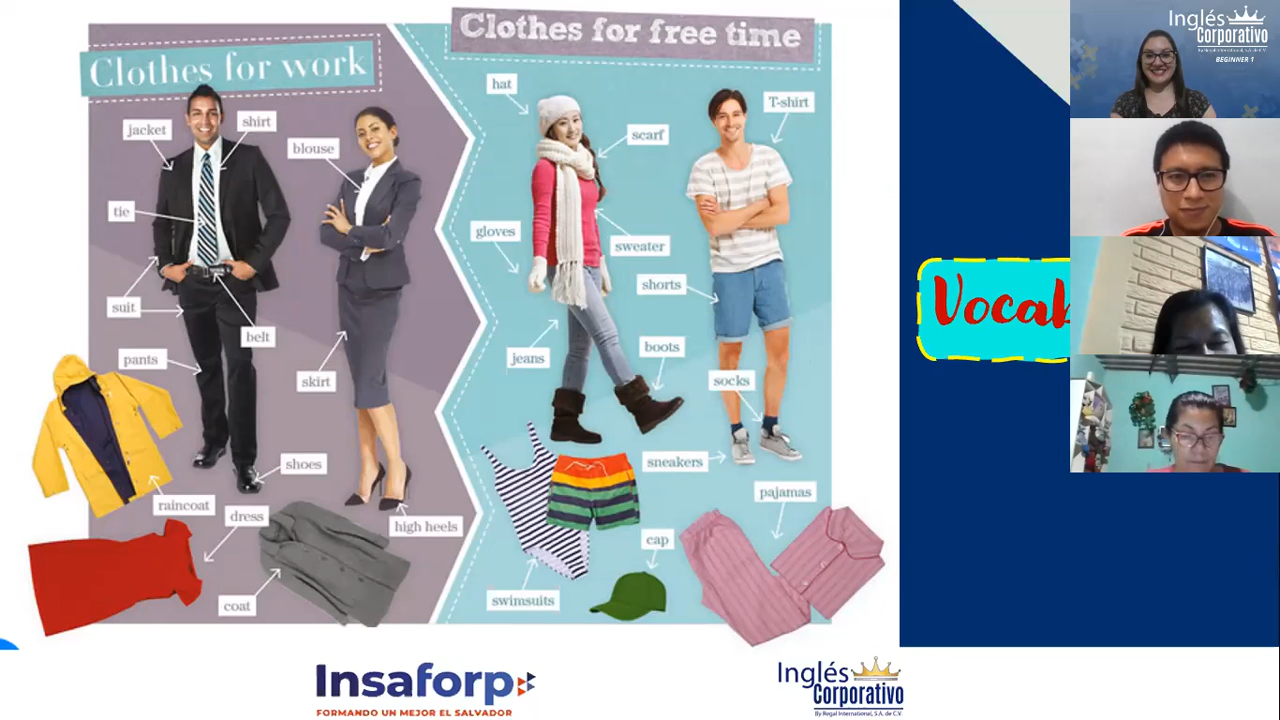 Clothes for work
Clothes for free time
jacket
shirt
blouse
tie
suit
belt
pants
skirt
shoes
raincoat
dress
high heels
coat
hat
T-shirt
scarf
gloves
sweater
shorts
jeans
boots
socks
sneakers
pajamas
cap
swimsuits
Vocab
Inglés
Corporativo
BEGINNER 1
Insaforp
FORMANDO UN MEJOR EL SALVADOR
Inglés
Corporativo
By Regal International, S.A. de C.V.